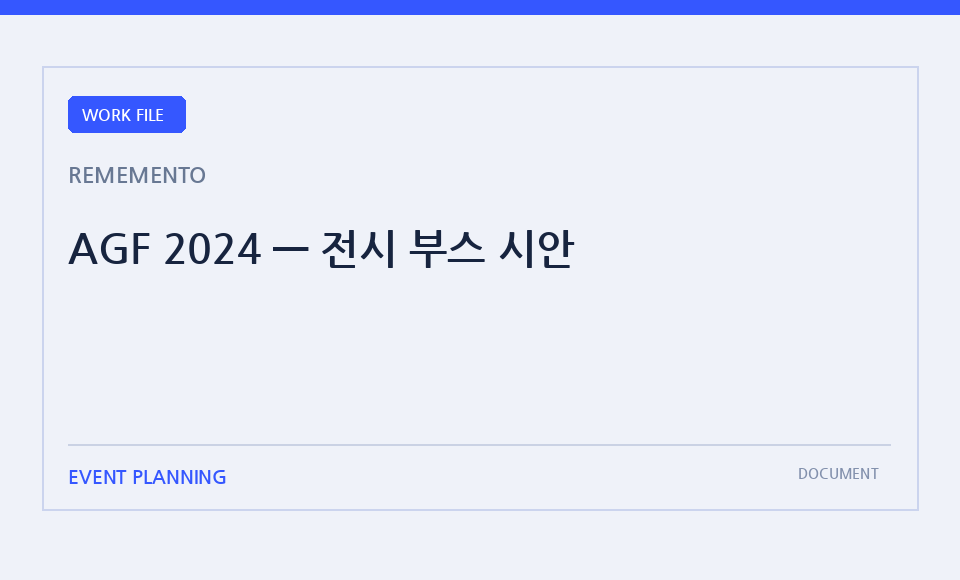 WORK FILE
REMEMENTO
AGF 2024 — 전시 부스 시안
EVENT PLANNING
DOCUMENT